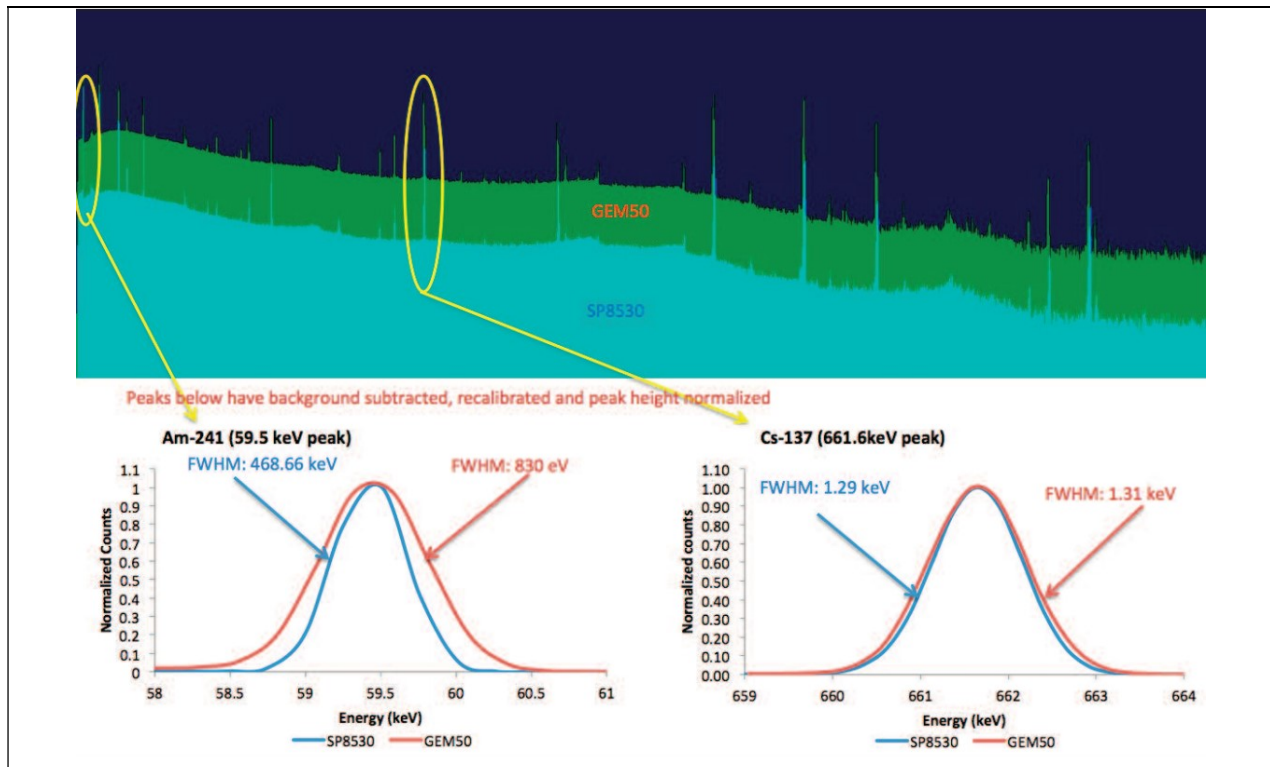 GEM50
SP8530
Peaks below have background subtracted, recalibrated and peak height normalized
Am-241 (59.5 keV peak)
FWHM: 468.66 keV
FWHM: 830 eV
Normalized Counts
1.1
1
0.9
0.8
0.7
0.6
0.5
0.4
0.3
0.2
0.1
0
58
58.5
59
59.5
60
60.5
61
Energy (keV)
SP8530
GEM50
Cs-137 (661.6keV peak)
FWHM: 1.29 keV
FWHM: 1.31 keV
Normalized counts
1.10
1.00
0.90
0.80
0.70
0.60
0.50
0.40
0.30
0.20
0.10
0.00
659
660
661
662
663
664
Energy (keV)
SP8530
GEM50